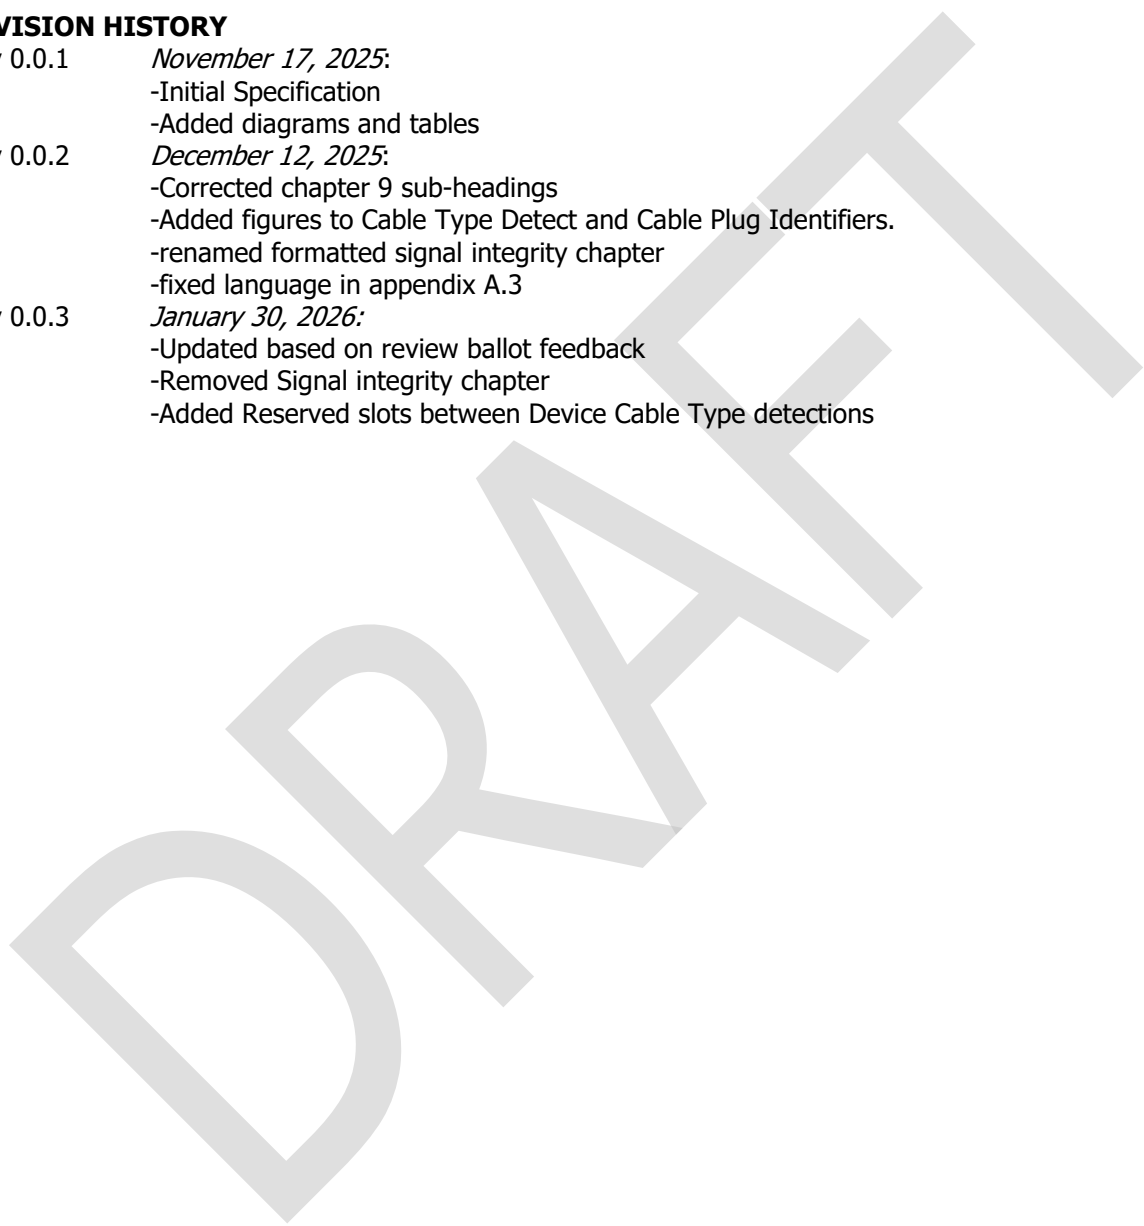 VISION HISTORY
0.0.1 November 17, 2025:
-Initial Specification
-Added diagrams and tables
0.0.2 December 12, 2025:
-Corrected chapter 9 sub-headings
-Added figures to Cable Type Detect and Cable Plug Identifiers.
-renamed formatted signal integrity chapter
-fixed language in appendix A.3
0.0.3 January 30, 2026:
-Updated based on review ballot feedback
-Removed Signal integrity chapter
-Added Reserved slots between Device Cable Type detections
DRAFT